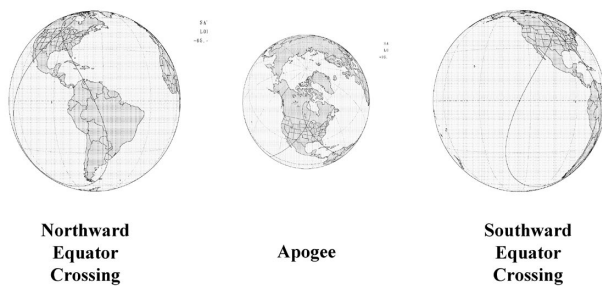 Northward
Equator
Crossing
Apogee
Southward
Equator
Crossing